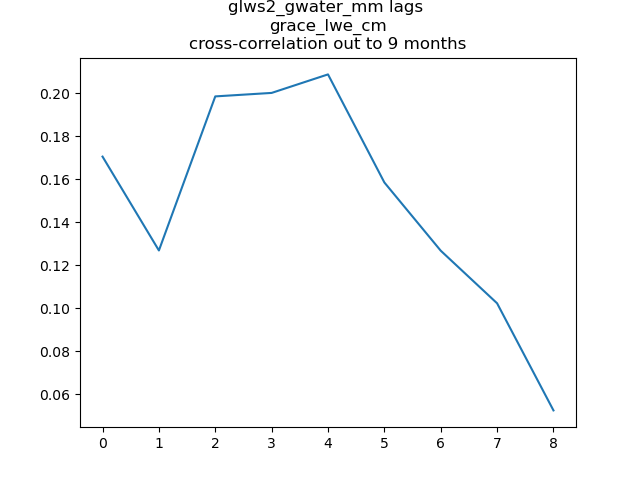 glws2_gwater_mm lags
grace_lwe_cm
cross-correlation out to 9 months
0.20
0.18
0.16
0.14
0.12
0.10
0.08
0.06
0 1 2 3 4 5 6 7 8